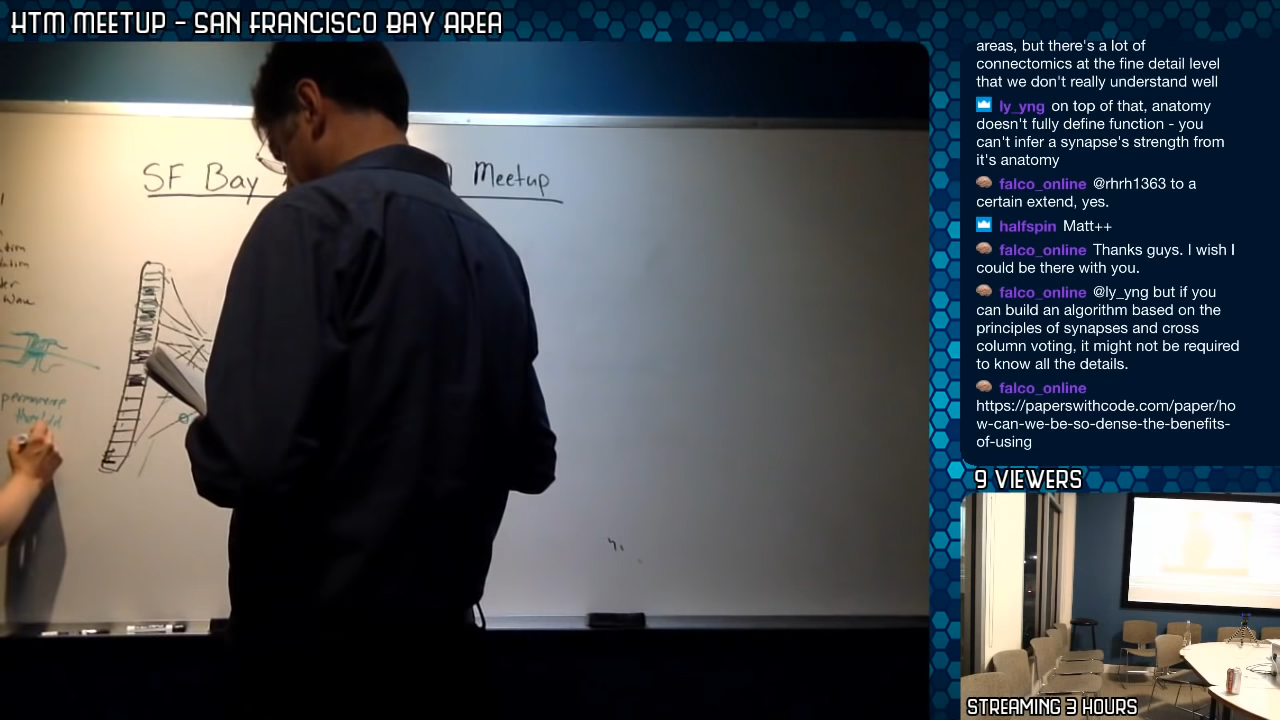 HTM MEETUP - SAN FRANCISCO BAY AREA
areas, but there's a lot of
connectomics at the fine detail level
that we don't really understand well
ly_yng on top of that, anatomy
doesn't fully define function - you
can't infer a synapse's strength from
it's anatomy
falco_online @rhrh1363 to a
certain extend, yes.
halfspin Matt++
falco_online Thanks guys. I wish I
could be there with you.
falco_online @ly_yng but if you
can build an algorithm based on the
principles of synapses and cross
column voting, it might not be required
to know all the details.
falco_online
https://paperswithcode.com/paper/ho
w-can-we-be-so-dense-the-benefits-
of-using
9 VIEWERS
STREAMING 3 HOURS
SF Bay
Meetup
permanence